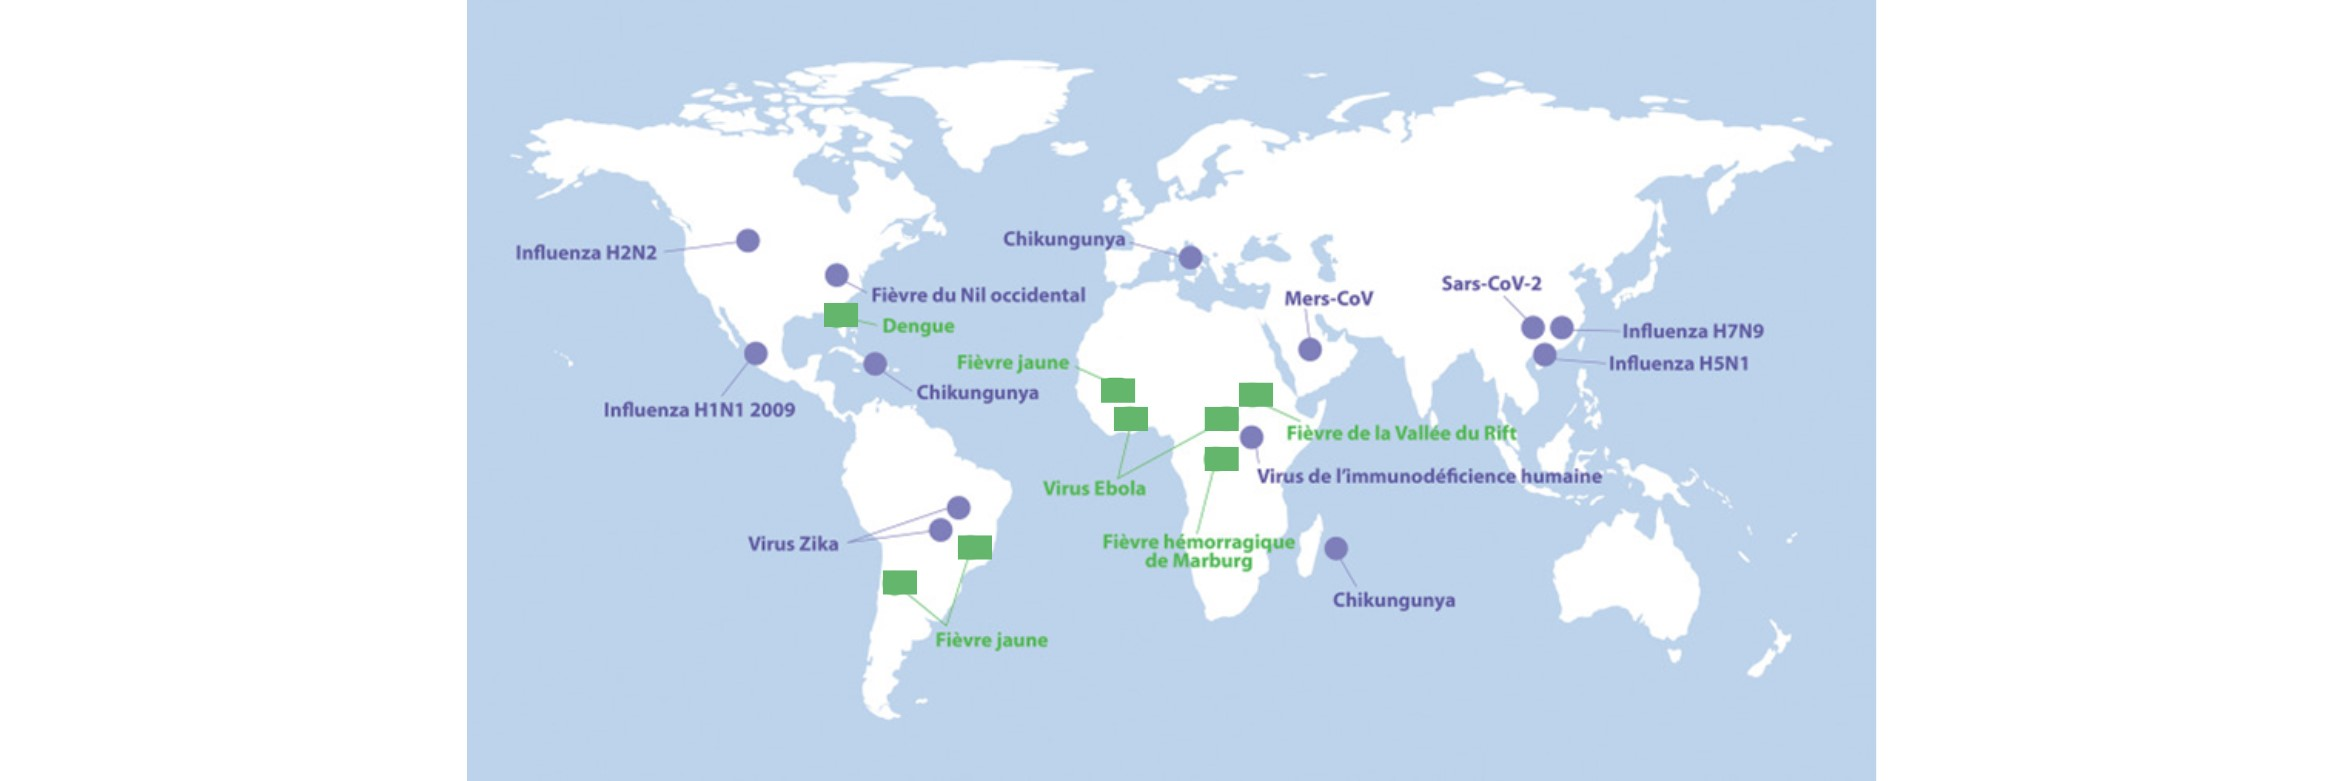 Influenza H2N2
Fièvre du Nil occidental
Dengue
Influenza H1N1 2009
Chikungunya
Chikungunya
Mers-CoV
Sars-CoV-2
Influenza H7N9
Influenza H5N1
Fièvre jaune
Fièvre de la Vallée du Rift
Virus de l'immunodéficience humaine
Virus Ebola
Fièvre hémorragique
de Marburg
Virus Zika
Chikungunya
Fièvre jaune